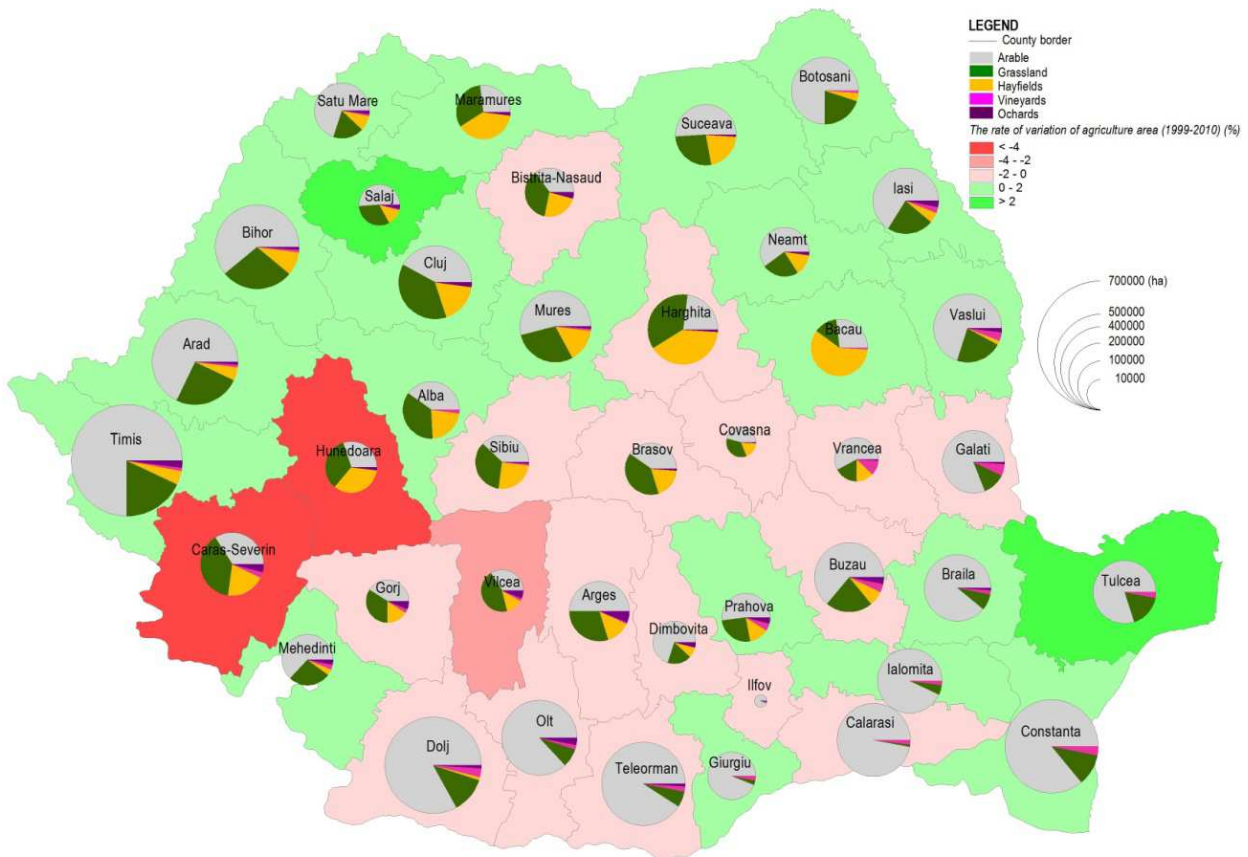 LEGEND
County border
Arable
Grassland
Hayfields
Vineyards
Ochards
The rate of variation of agriculture area (1999-2010) (%)
< -4
-4 - -2
-2 - 0
0 - 2
> 2
700000 (ha)
500000
400000
200000
100000
10000
Botosani
Satu Mare
Maramures
Suceava
Bistrita-Nasaud
Salaj
Iasi
Bihor
Neamt
Cluj
Mures
Harghita
Vaslui
Bacau
Arad
Alba
Timis
Hunedoara
Sibiu
Brasov
Covasna
Vrancea
Galati
Caras-Severin
Gorj
Vilcea
Arges
Buzau
Braila
Tulcea
Prahova
Dimbovita
Mehedinti
Ialomita
Ilfov
Olt
Calarasi
Constanta
Dolj
Teleorman
Giurgiu